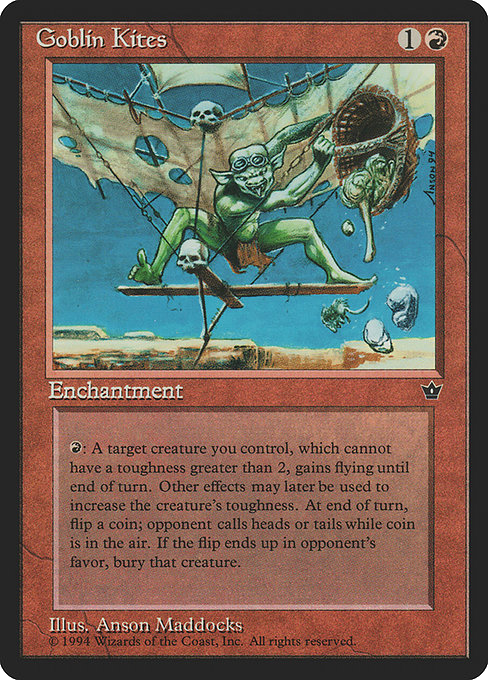 Goblin Kites 1
ANSON 94
Enchantment
: A target creature you control, which cannot
have a toughness greater than 2, gains flying until
end of turn. Other effects may later be used to
increase the creature's toughness. At end of turn,
flip a coin; opponent calls heads or tails while coin
is in the air. If the flip ends up in opponent's
favor, bury that creature.
Illus. Anson Maddocks
© 1994 Wizards of the Coast, Inc. All rights reserved.